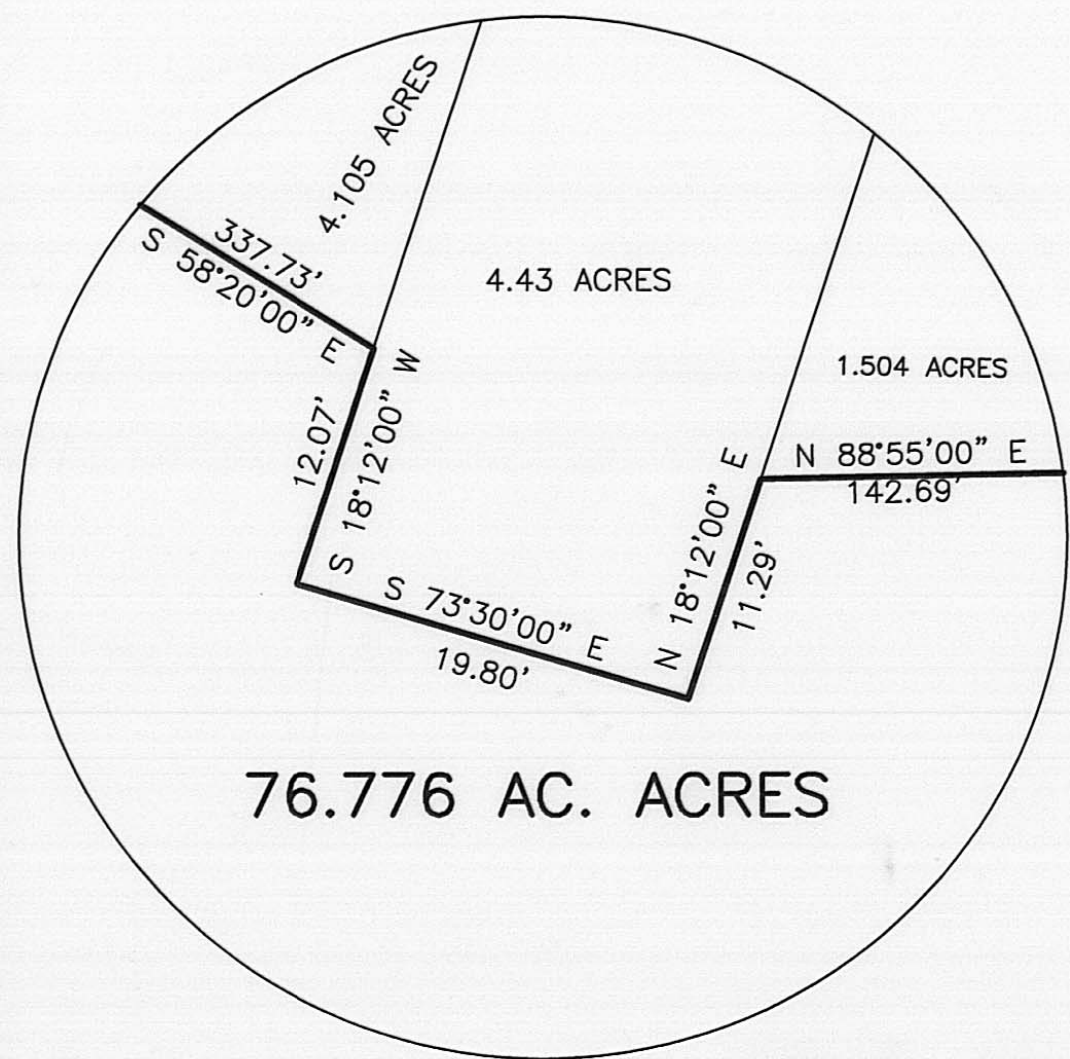 4.105 ACRES
337.73'
S 58°20'00" E
4.43 ACRES
1.504 ACRES
12.07'
S 18°12'00" W
N 88°55'00" E
142.69'
N 18°12'00" E
11.29'
S 73°30'00" E
19.80'
76.776 AC. ACRES